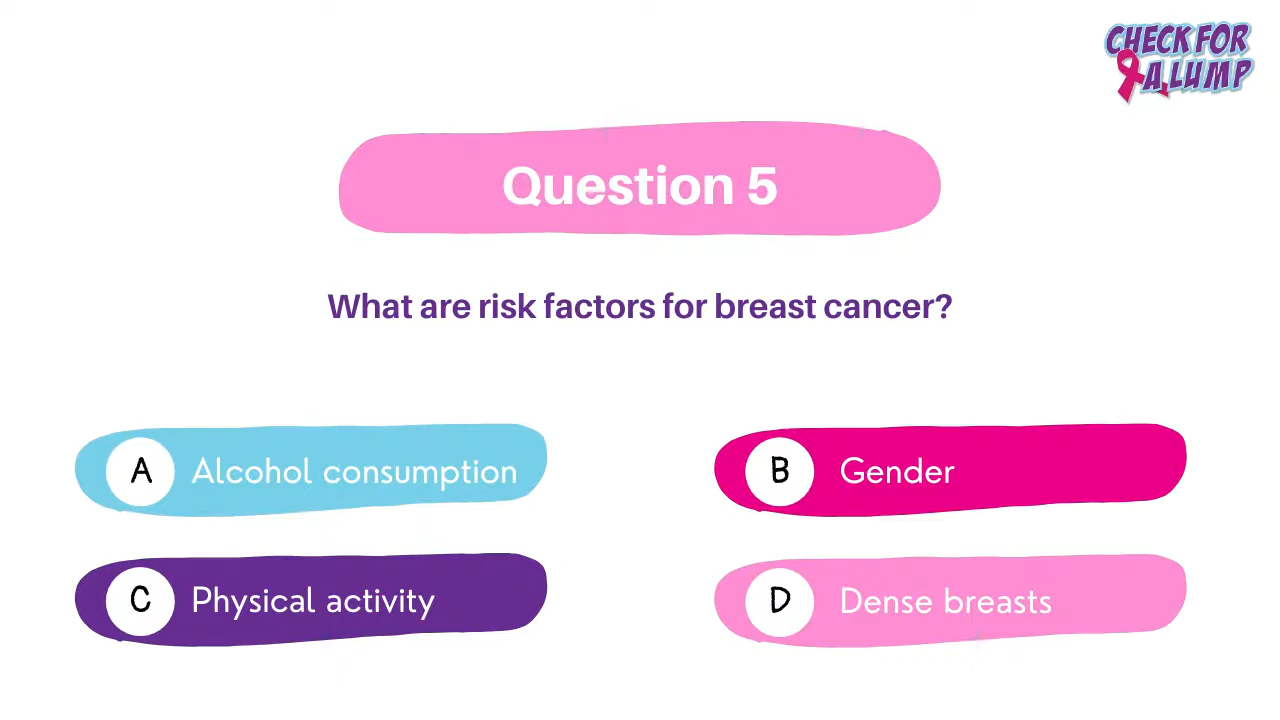 CHECK FOR
A LUMP
Question 5
What are risk factors for breast cancer?
A Alcohol consumption
B Gender
C Physical activity
D Dense breasts